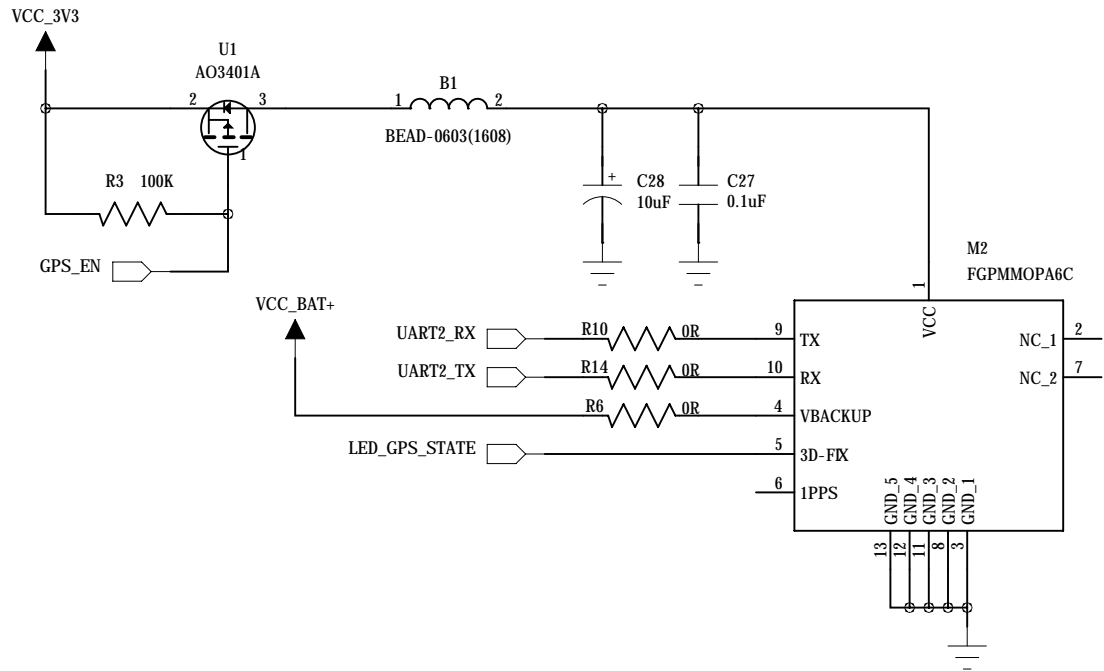 VCC_3V3
U1
AO3401A
2
3
1
B1
1
2
BEAD-0603(1608)
R3 100K
GPS_EN
+
C28
10uF
C27
0.1uF
M2
FGPMMOPA6C
1
VCC
VCC_BAT+
UART2_RX
R10
0R
9
TX
NC_1
2
UART2_TX
R14
0R
10
RX
NC_2
7
R6
0R
4
VBACKUP
LED_GPS_STATE
5
3D-FIX
6
1PPS
GND_5
GND_4
GND_3
GND_2
GND_1
13
12
11
8
3